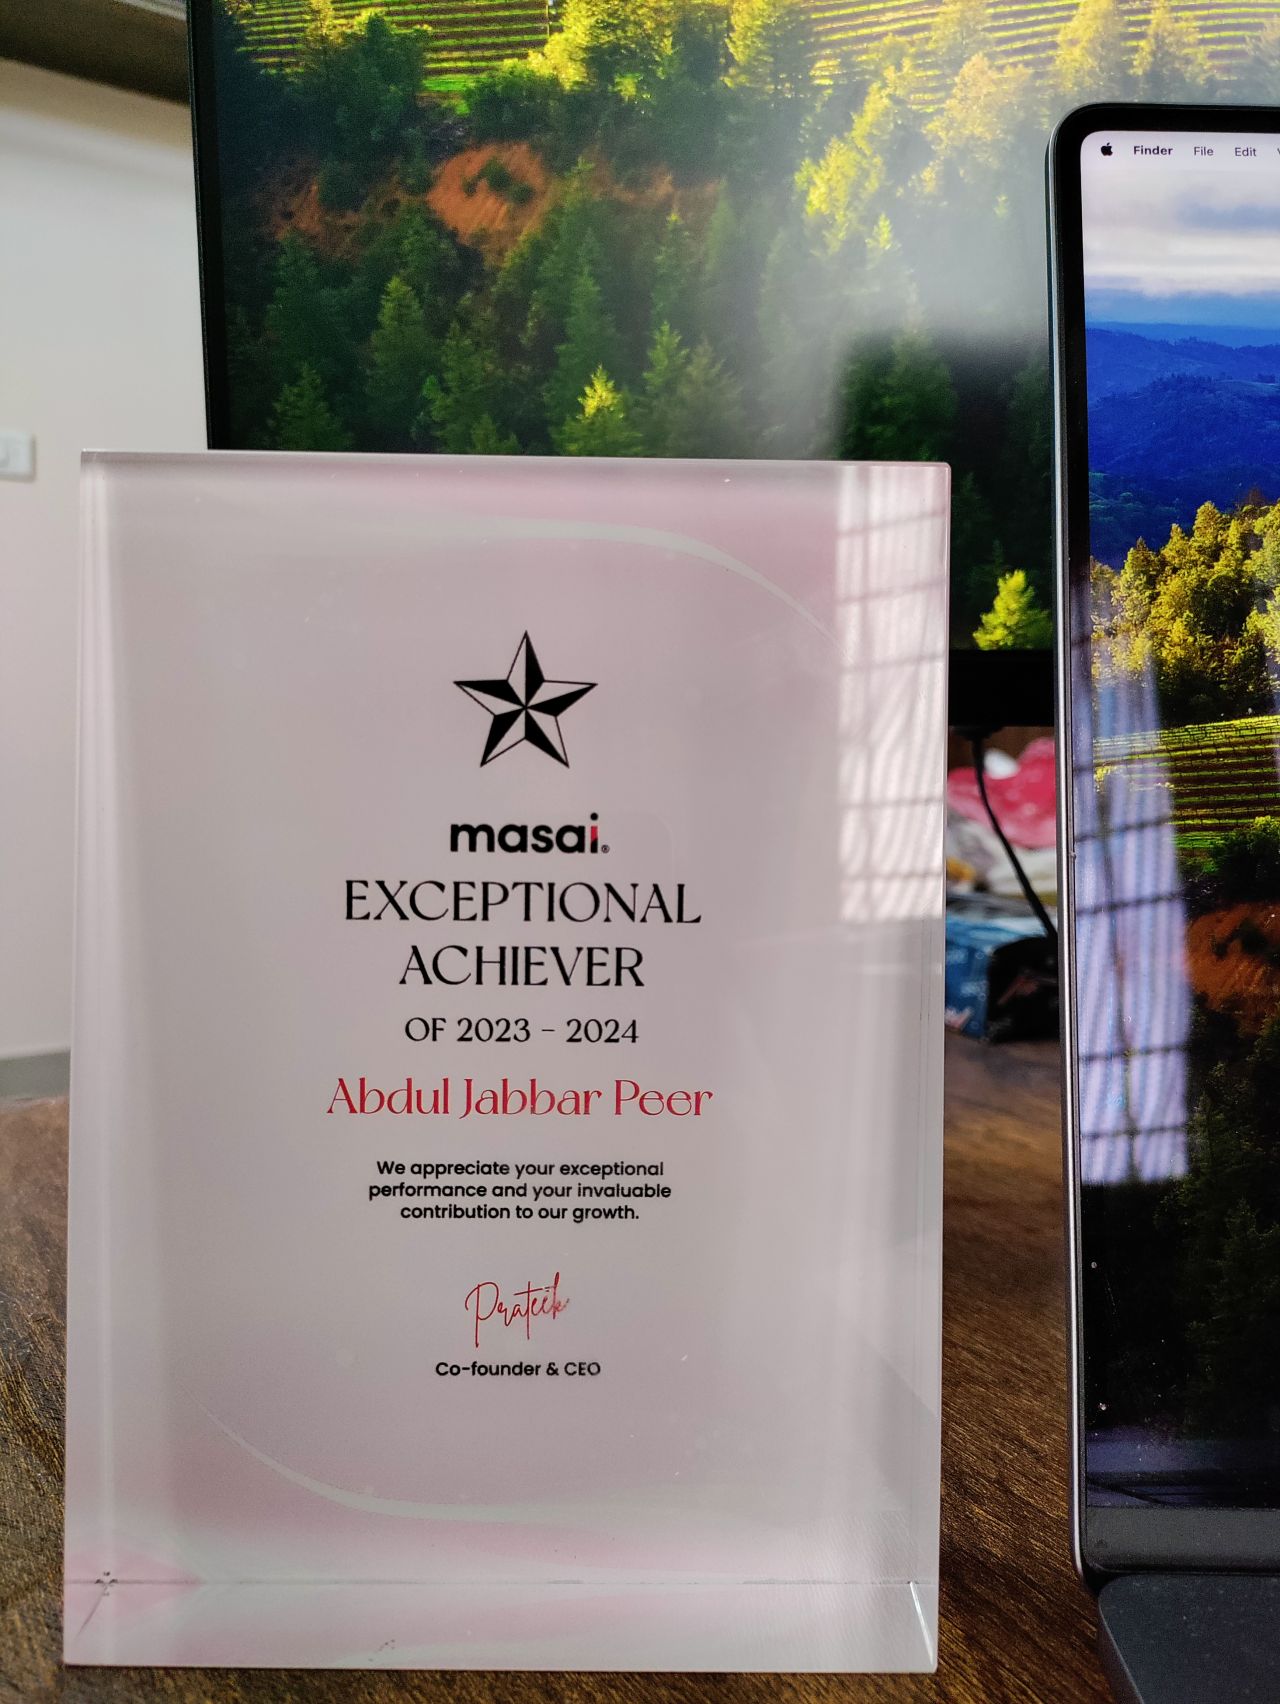 Finder File Edit
masai®
EXCEPTIONAL
ACHIEVER
OF 2023 - 2024
Abdul Jabbar Peer
We appreciate your exceptional
performance and your invaluable
contribution to our growth.
Prateek
Co-founder & CEO